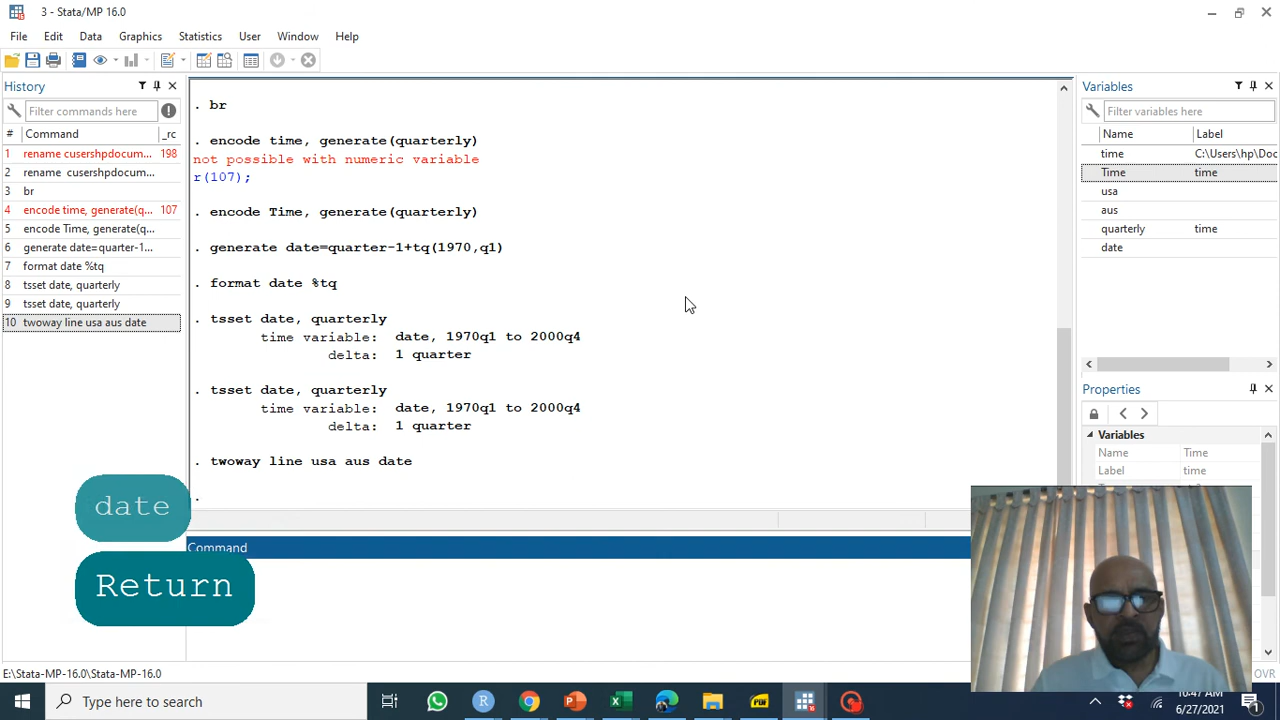 3 - Stata/MP 16.0
File Edit Data Graphics Statistics User Window Help
History
Filter commands here
# Command _rc
1 rename cusershpdocum... 198
2 rename cusershpdocum...
3 br
4 encode time, generate(q... 107
5 encode Time, generate(q...
6 generate date=quarter-1...
7 format date %tq
8 tsset date, quarterly
9 tsset date, quarterly
10 twoway line usa aus date
. br
. encode time, generate(quarterly)
not possible with numeric variable
r(107);
. encode Time, generate(quarterly)
. generate date=quarter-1+tq(1970,q1)
. format date %tq
. tsset date, quarterly
time variable: date, 1970q1 to 2000q4
delta: 1 quarter
. tsset date, quarterly
time variable: date, 1970q1 to 2000q4
delta: 1 quarter
. twoway line usa aus date
.
Command
date
Return
Variables
Filter variables here
Name Label
time C:\Users\hp\Doc
Time time
usa
aus
quarterly time
date
Properties
Variables
Name Time
Label time
E:\Stata-MP-16.0\Stata-MP-16.0
OVR
Type here to search
10:47 AM
6/27/2021